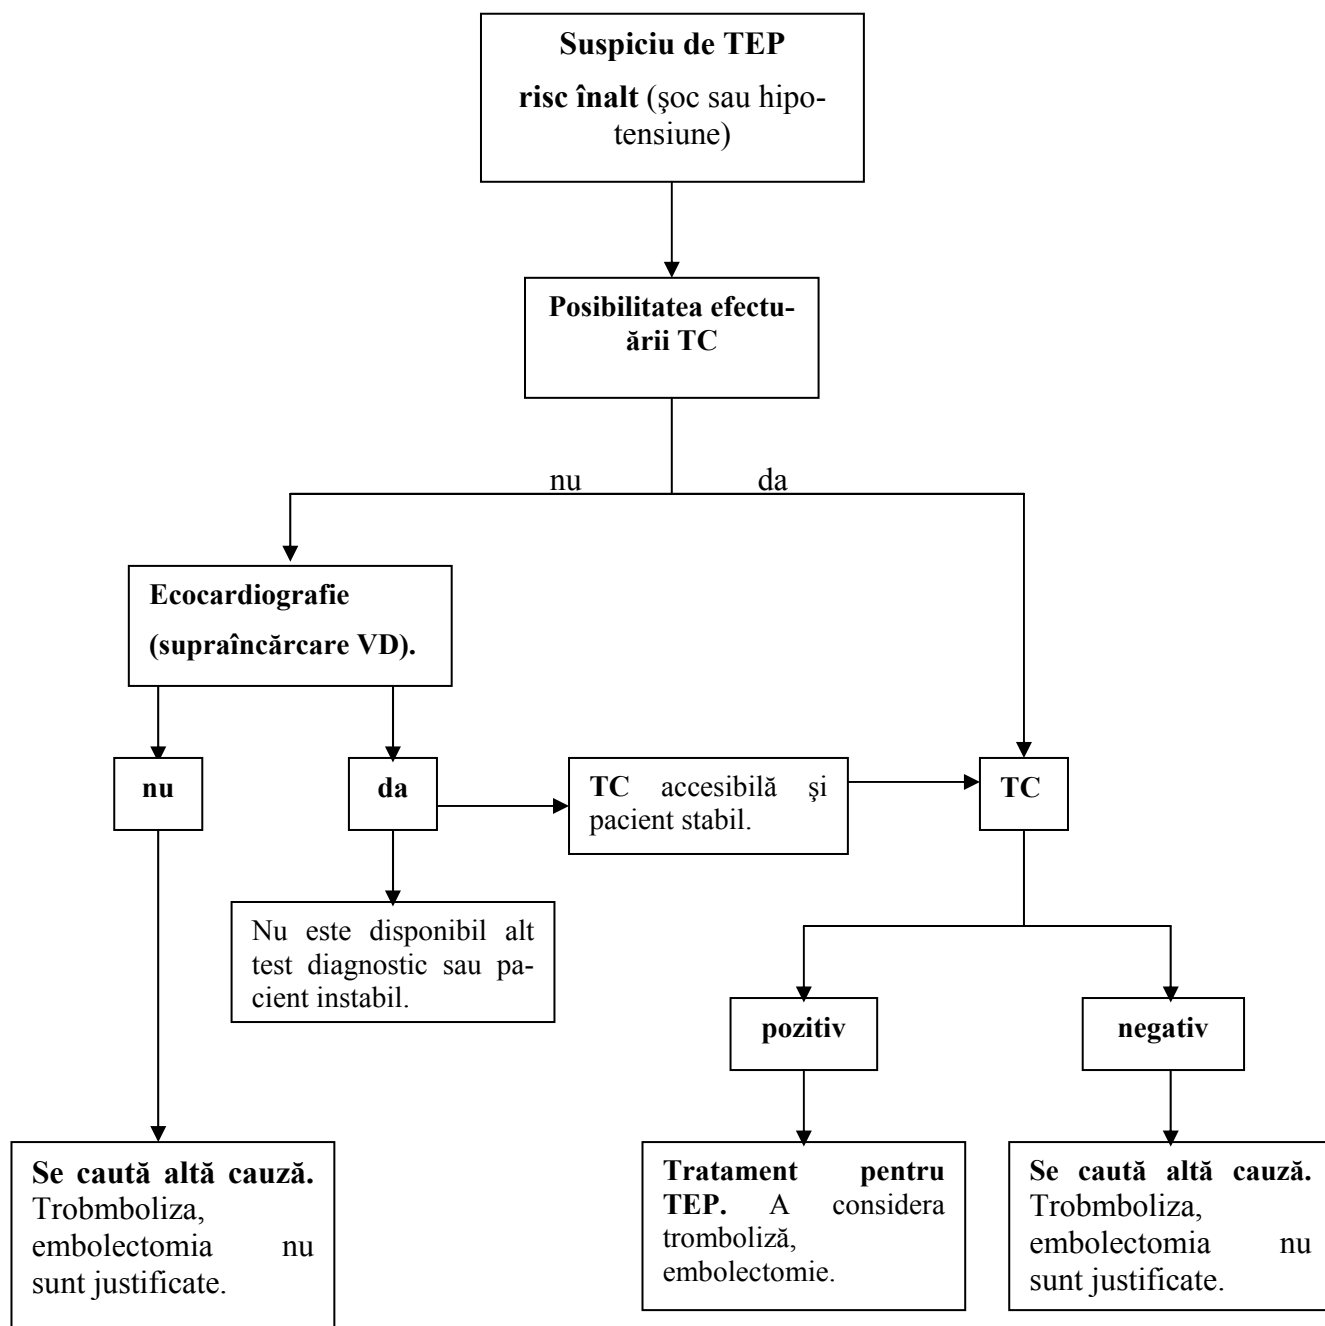 Suspiciu de TEP
risc înalt (şoc sau hipo-
tensiune)
Posibilitatea efectu-
ării TC
nu da
Ecocardiografie
(supraîncărcare VD).
nu
da
TC accesibilă şi
pacient stabil.
TC
Nu este disponibil alt
test diagnostic sau pa-
cient instabil.
pozitiv
negativ
Se caută altă cauză.
Trobmboliza,
embolectomia nu
sunt justificate.
Tratament pentru
TEP. A considera
tromboliză,
embolectomie.
Se caută altă cauză.
Trobmboliza,
embolectomia nu
sunt justificate.